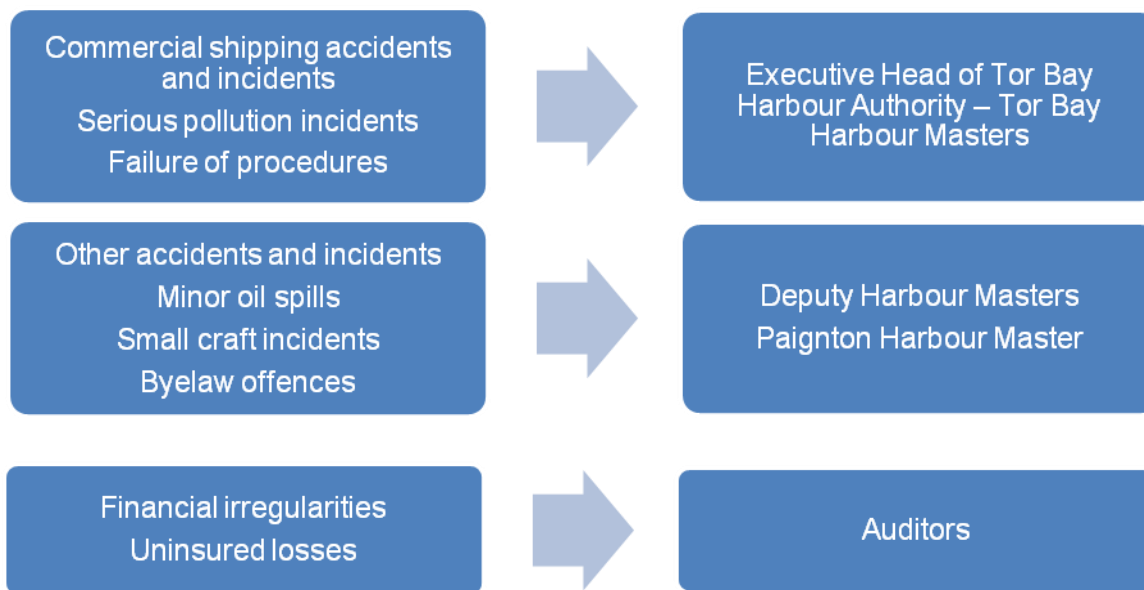 Commercial shipping accidents
and incidents
Serious pollution incidents
Failure of procedures
Executive Head of Tor Bay
Harbour Authority – Tor Bay
Harbour Masters
Other accidents and incidents
Minor oil spills
Small craft incidents
Byelaw offences
Deputy Harbour Masters
Paignton Harbour Master
Financial irregularities
Uninsured losses
Auditors